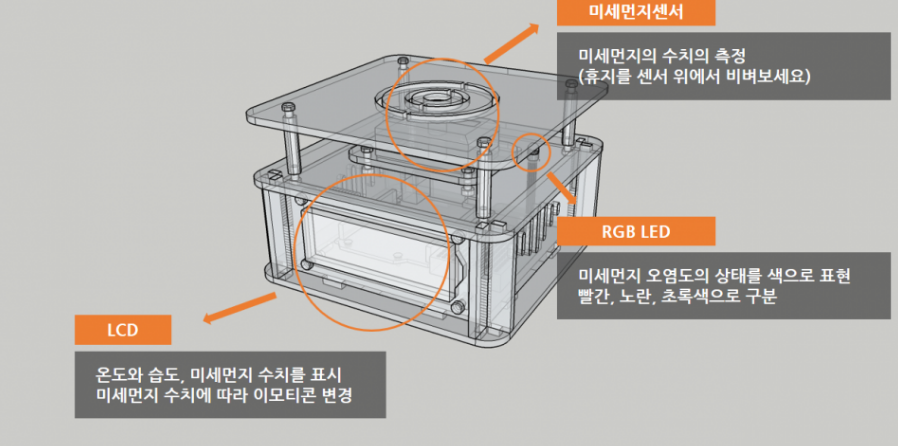 미세먼지센서
미세먼지의 수치의 측정
(휴지를 센서 위에서 비벼보세요)
RGB LED
미세먼지 오염도의 상태를 색으로 표현
빨간, 노란, 초록색으로 구분
LCD
온도와 습도, 미세먼지 수치를 표시
미세먼지 수치에 따라 이모티콘 변경